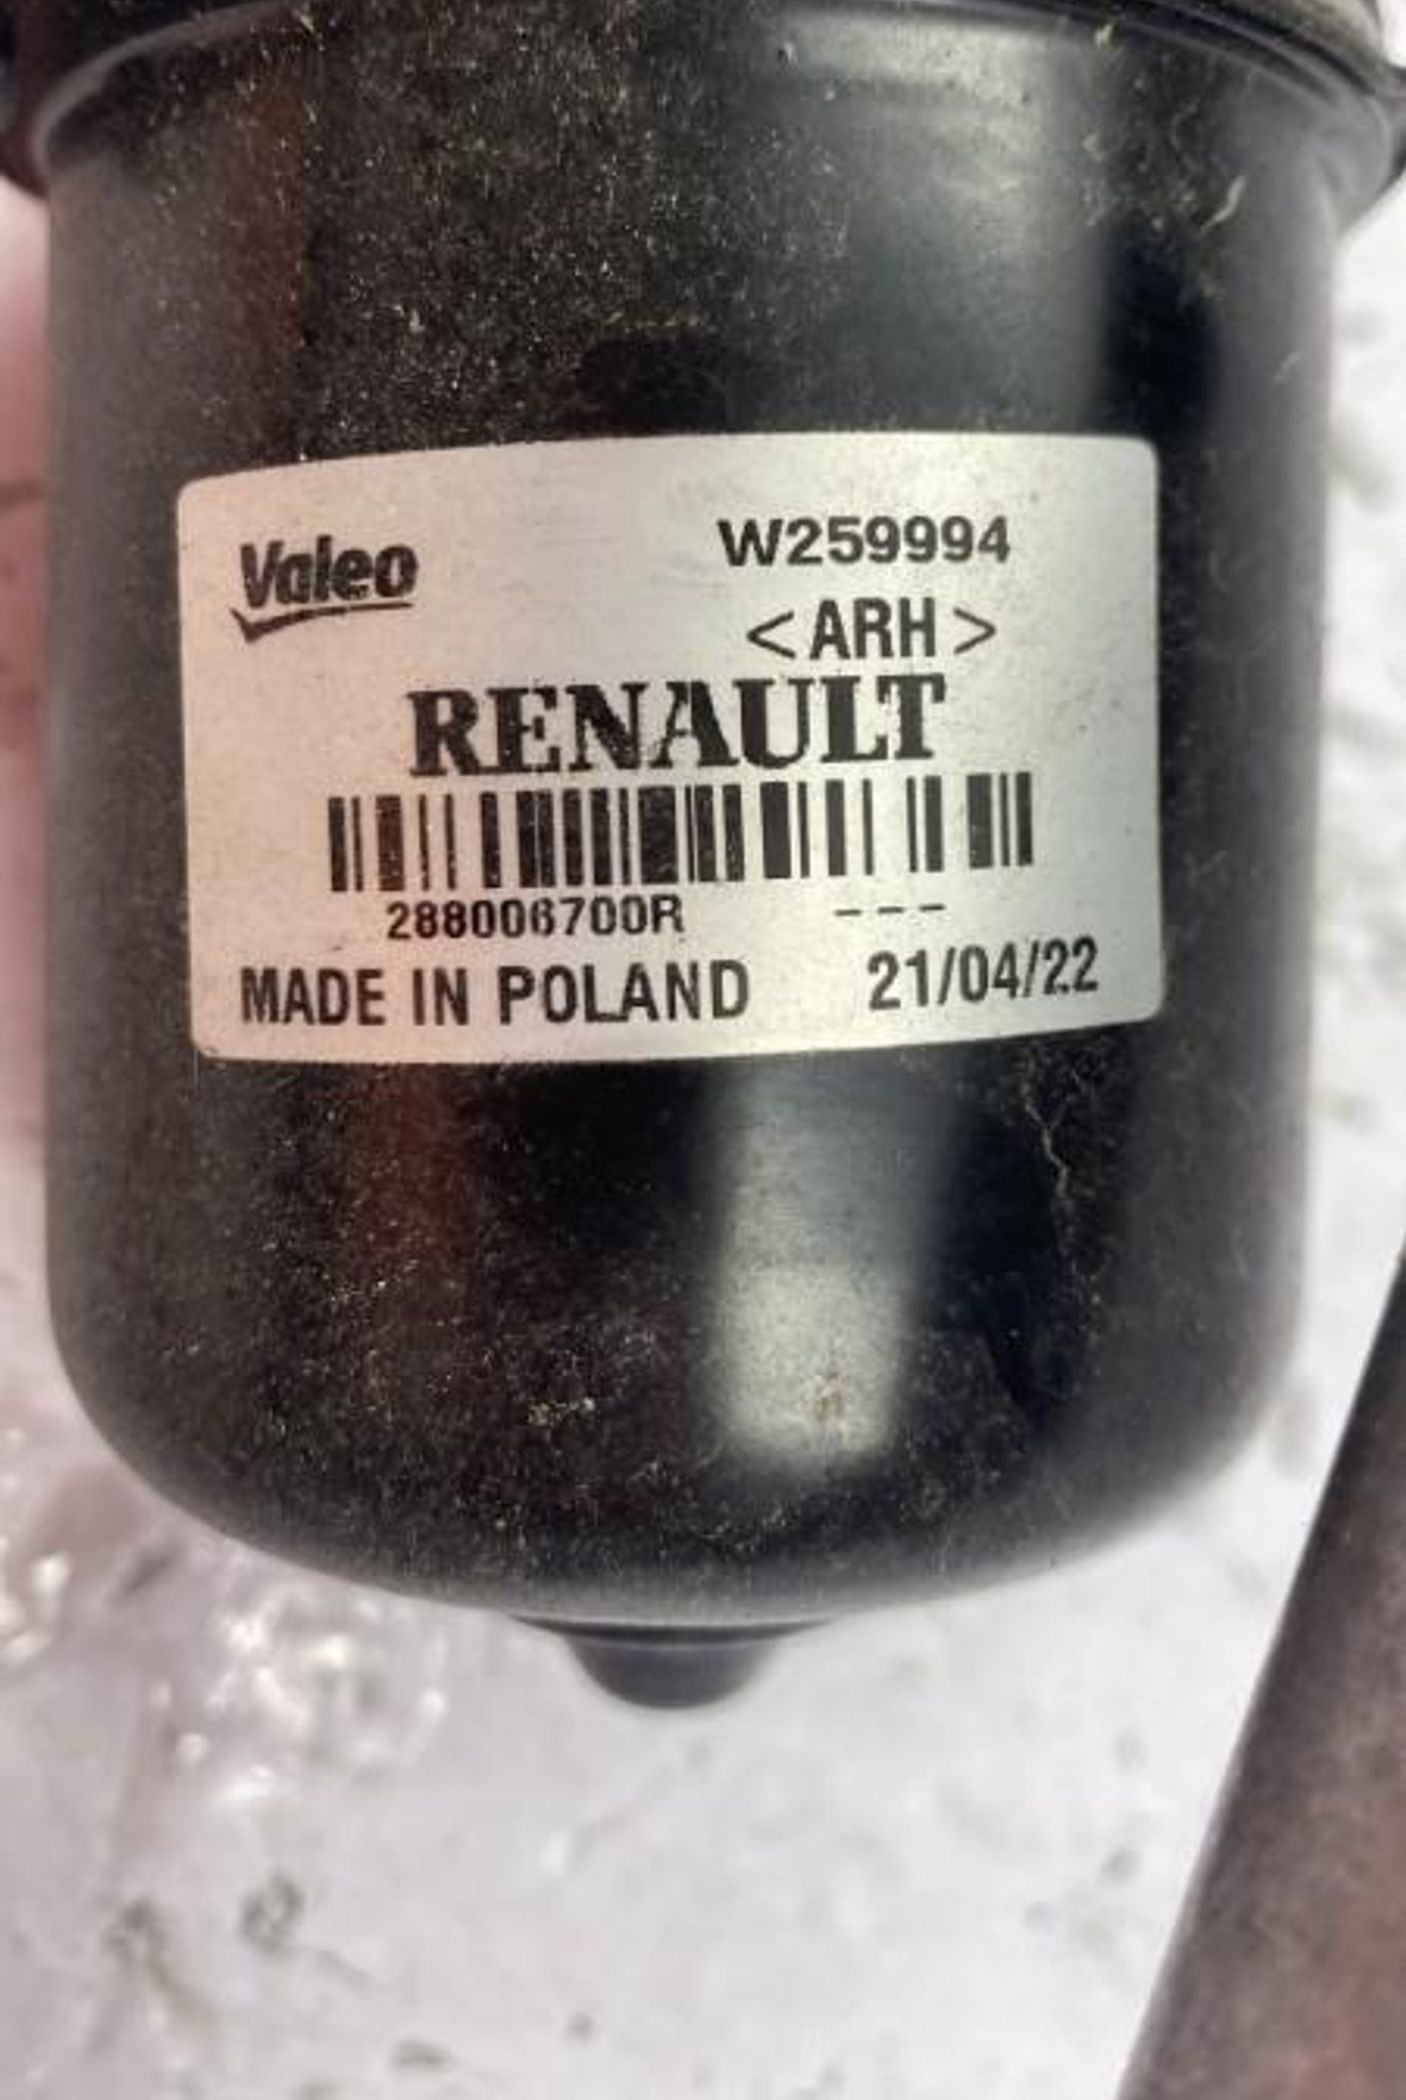 Valeo
W259994
<ARH>
RENAULT
288006700R ---
MADE IN POLAND 21/04/22